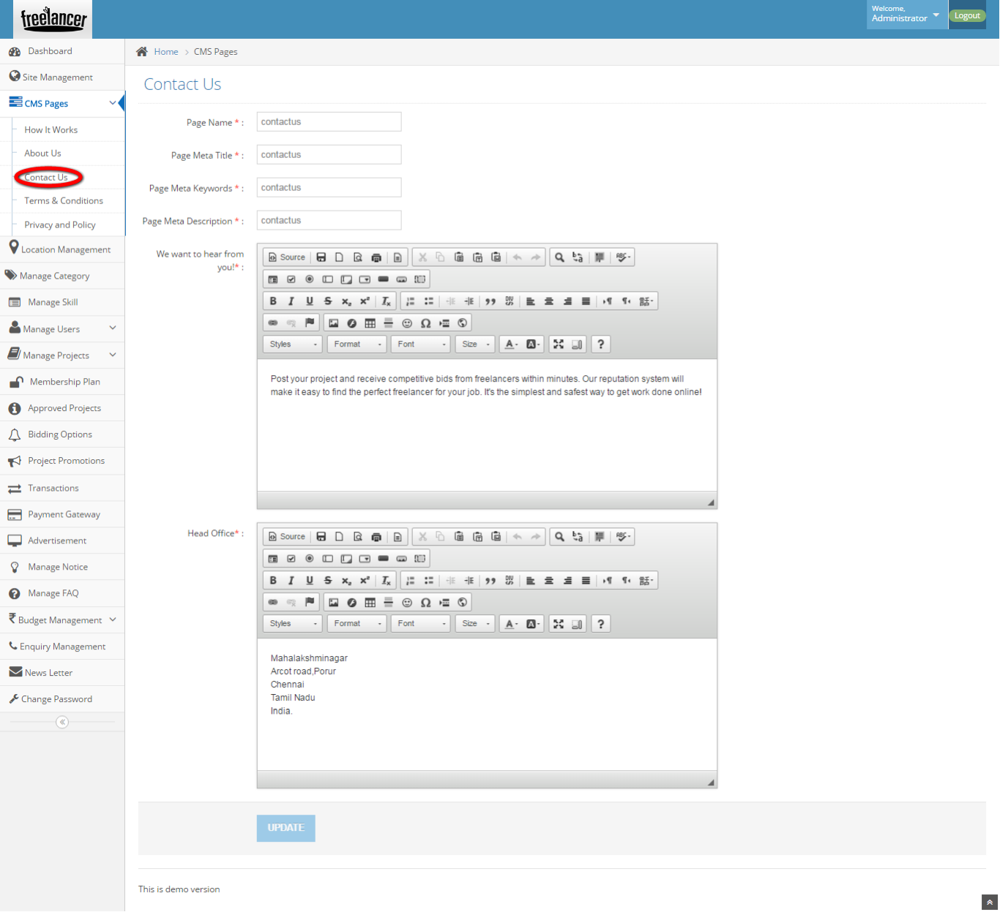 freelancer
Welcome,
Administrator
Logout
Dashboard
Site Management
CMS Pages
How It Works
About Us
Contact Us
Terms & Conditions
Privacy and Policy
Location Management
Manage Category
Manage Skill
Manage Users
Manage Projects
Membership Plan
Approved Projects
Bidding Options
Project Promotions
Transactions
Payment Gateway
Advertisement
Manage Notice
Manage FAQ
Budget Management
Enquiry Management
News Letter
Change Password
Home > CMS Pages
Contact Us
Page Name * : contactus
Page Meta Title * : contactus
Page Meta Keywords * : contactus
Page Meta Description * : contactus
We want to hear from
you!* :
Source
Styles Format Font Size
Post your project and receive competitive bids from freelancers within minutes. Our reputation system will
make it easy to find the perfect freelancer for your job. It's the simplest and safest way to get work done online!
Head Office* :
Source
Styles Format Font Size
Mahalakshminagar
Arcot road,Porur
Chennai
Tamil Nadu
India.
UPDATE
This is demo version